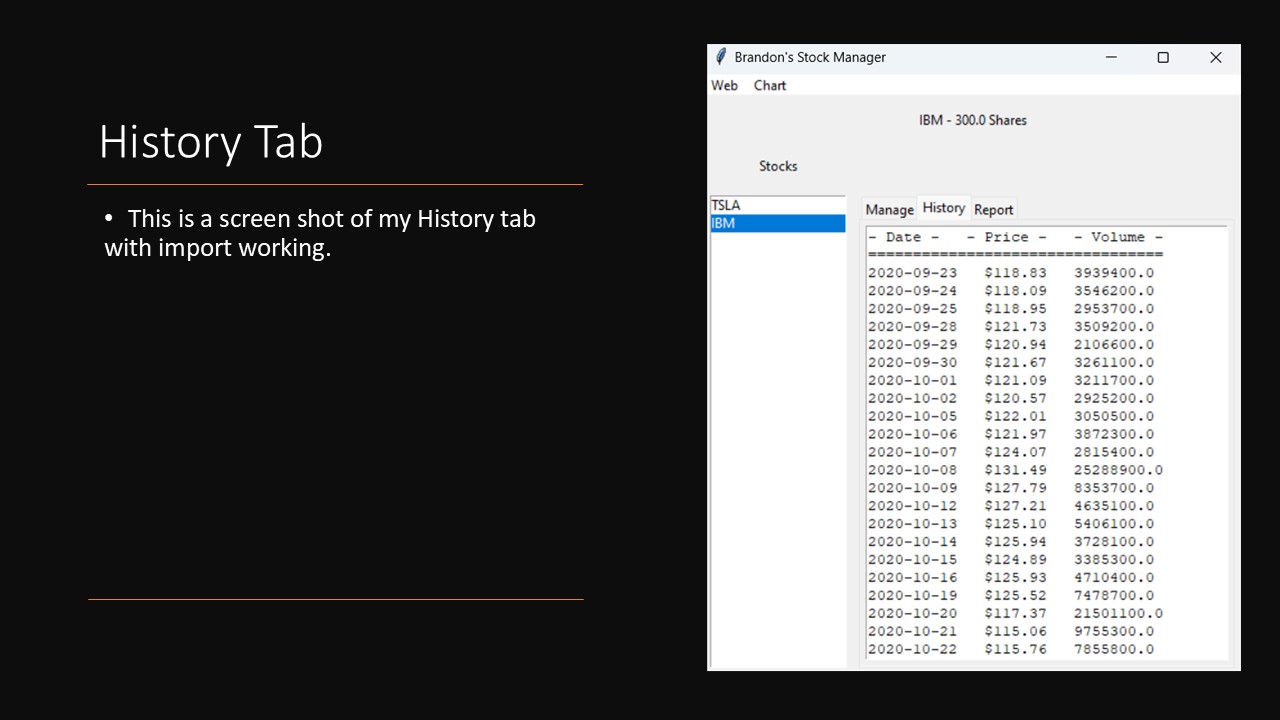 History Tab
• This is a screen shot of my History tab
with import working.
Brandon's Stock Manager
Web Chart
IBM - 300.0 Shares
Stocks
TSLA
IBM
Manage History Report
- Date - - Price - - Volume -
=================================
2020-09-23 $118.83 3939400.0
2020-09-24 $118.09 3546200.0
2020-09-25 $118.95 2953700.0
2020-09-28 $121.73 3509200.0
2020-09-29 $120.94 2106600.0
2020-09-30 $121.67 3261100.0
2020-10-01 $121.09 3211700.0
2020-10-02 $120.57 2925200.0
2020-10-05 $122.01 3050500.0
2020-10-06 $121.97 3872300.0
2020-10-07 $124.07 2815400.0
2020-10-08 $131.49 25288900.0
2020-10-09 $127.79 8353700.0
2020-10-12 $127.21 4635100.0
2020-10-13 $125.10 5406100.0
2020-10-14 $125.94 3728100.0
2020-10-15 $124.89 3385300.0
2020-10-16 $125.93 4710400.0
2020-10-19 $125.52 7478700.0
2020-10-20 $117.37 21501100.0
2020-10-21 $115.06 9755300.0
2020-10-22 $115.76 7855800.0